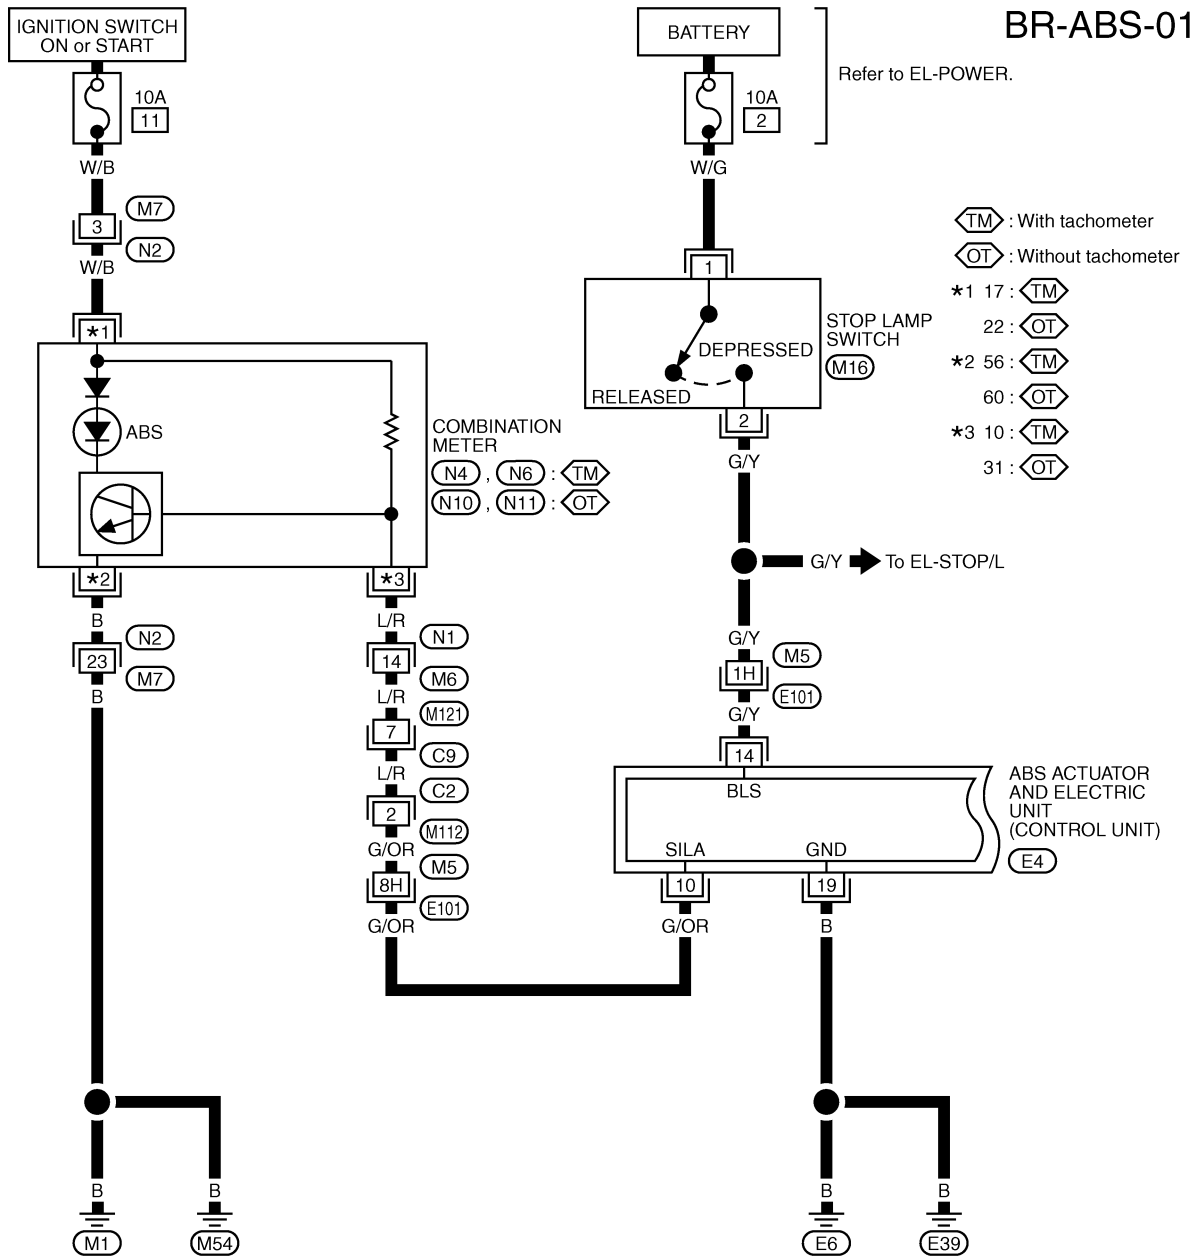 BR-ABS-01
IGNITION SWITCH
ON or START
10A
11
W/B
3
M7
N2
W/B
*1
ABS
COMBINATION
METER
N4 , N6 : TM
N10 , N11 : OT
*2
B
N2
23
M7
B
*3
L/R
N1
14
M6
L/R
M121
7
C9
L/R
C2
2
M112
G/OR
M5
8H
E101
G/OR
B
B
M1
M54
BATTERY
Refer to EL-POWER.
10A
2
W/G
1
STOP LAMP
SWITCH
M16
DEPRESSED
RELEASED
2
G/Y
G/Y
To EL-STOP/L
G/Y
M5
1H
E101
G/Y
14
BLS
ABS ACTUATOR
AND ELECTRIC
UNIT
(CONTROL UNIT)
E4
SILA
GND
10
19
G/OR
B
B
B
E6
E39
TM : With tachometer
OT : Without tachometer
*1 17 : TM
22 : OT
*2 56 : TM
60 : OT
*3 10 : TM
31 : OT